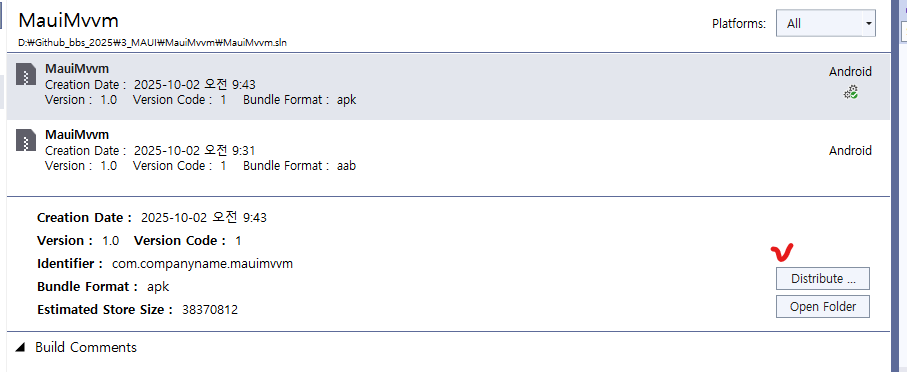 MauiMvvm
Platforms: All
D:₩Github_bbs_2025₩3_MAUI₩MauiMvvm₩MauiMvvm.sln
MauiMvvm
Creation Date : 2025-10-02 오전 9:43
Version : 1.0 Version Code : 1 Bundle Format : apk
Android
MauiMvvm
Creation Date : 2025-10-02 오전 9:31
Version : 1.0 Version Code : 1 Bundle Format : aab
Android
Creation Date : 2025-10-02 오전 9:43
Version : 1.0 Version Code : 1
Identifier : com.companyname.mauimvvm
Bundle Format : apk
Estimated Store Size : 38370812
Distribute ...
Open Folder
Build Comments